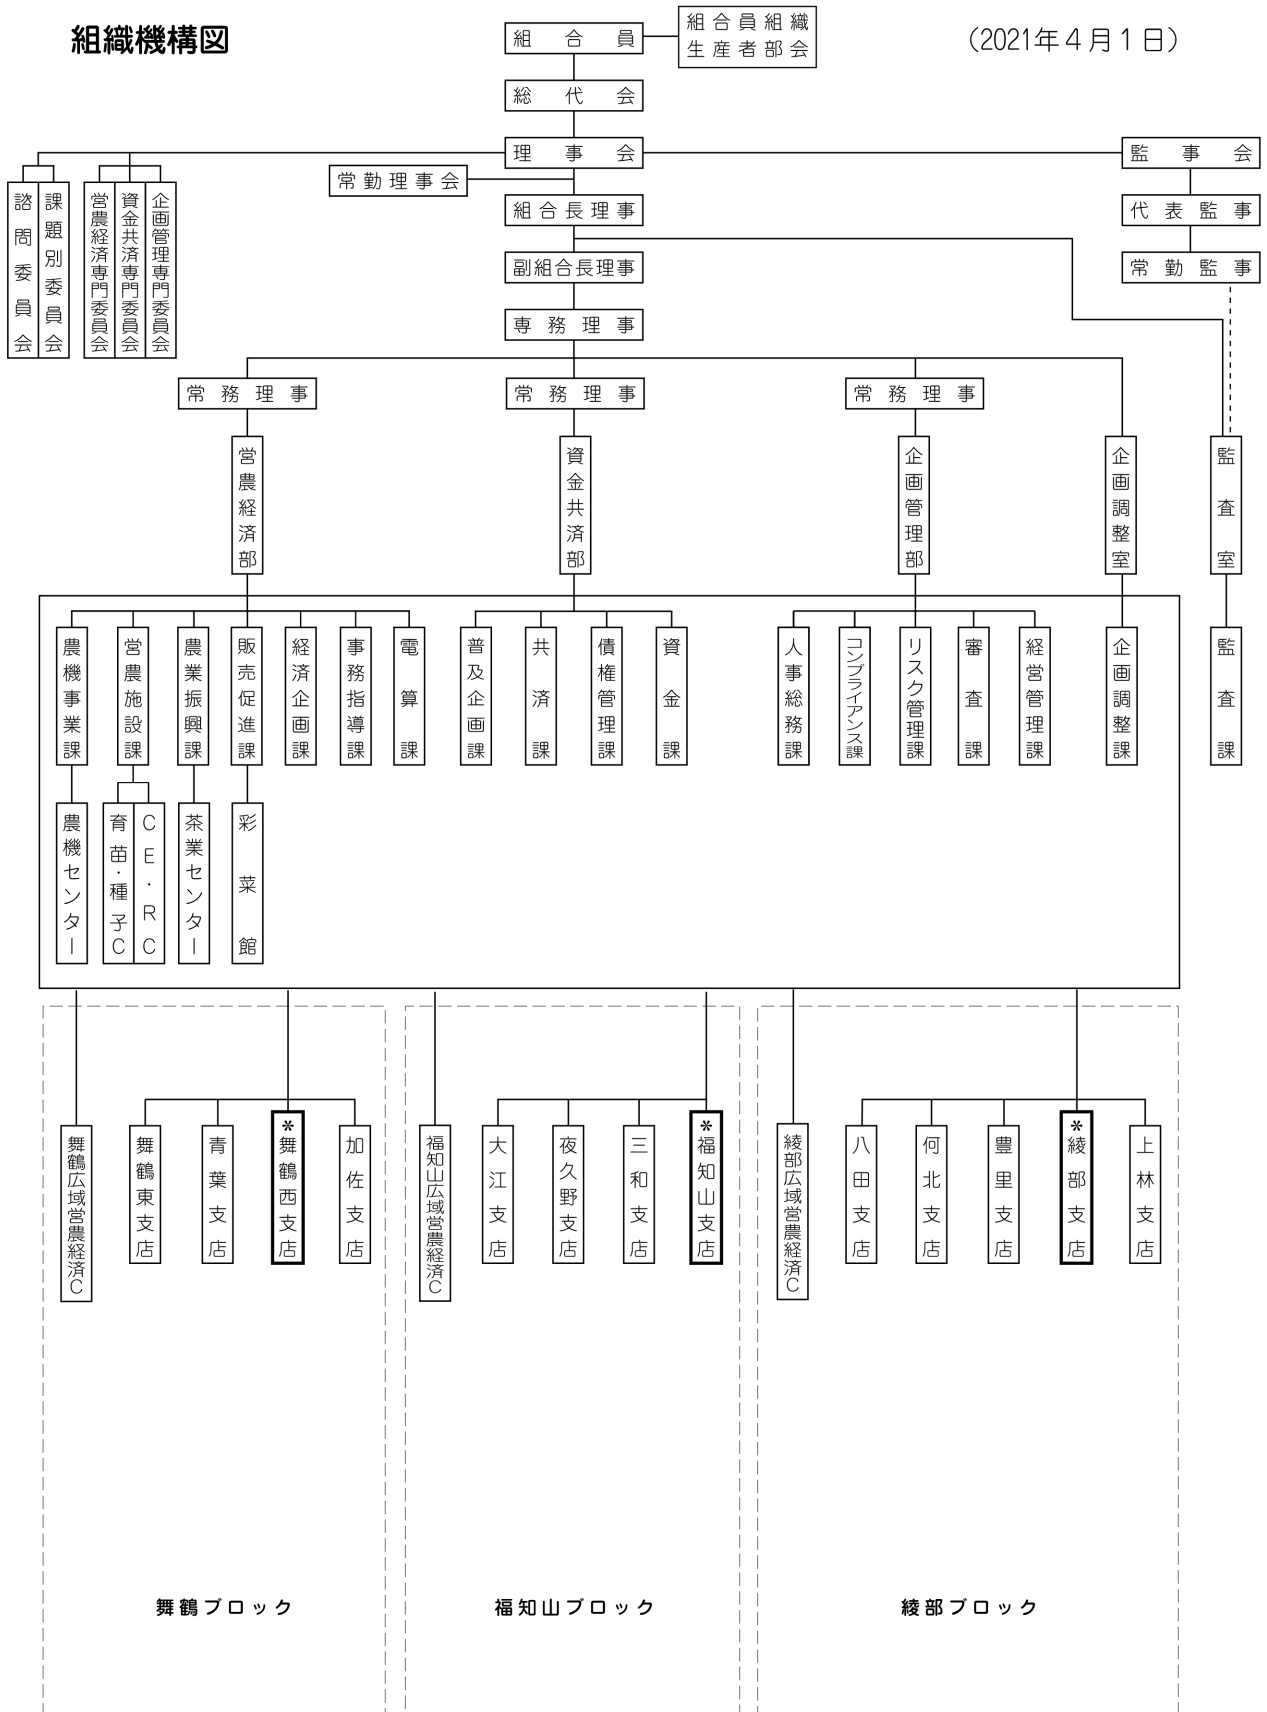 組織機構図
(2021年4月1日)
組合員
組合員組織
生産者部会
総代会
理事会
監事会
常勤理事会
組合長理事
代表監事
副組合長理事
常勤監事
専務理事
諮問委員会
課題別委員会
営農経済専門委員会
資金共済専門委員会
企画管理専門委員会
常務理事
常務理事
常務理事
営農経済部
資金共済部
企画管理部
企画調整室
監査室
農機事業課
営農施設課
農業振興課
販売促進課
経済企画課
事務指導課
電算課
普及企画課
共済課
債権管理課
資金課
人事総務課
コンプライアンス課
リスク管理課
審査課
経営管理課
企画調整課
監査課
農機センター
育苗・種子C
CE・RC
茶業センター
彩菜館
舞鶴広域営農経済C
舞鶴東支店
青葉支店
*舞鶴西支店
加佐支店
福知山広域営農経済C
大江支店
夜久野支店
三和支店
*福知山支店
綾部広域営農経済C
八田支店
何北支店
豊里支店
*綾部支店
上林支店
舞鶴ブロック
福知山ブロック
綾部ブロック